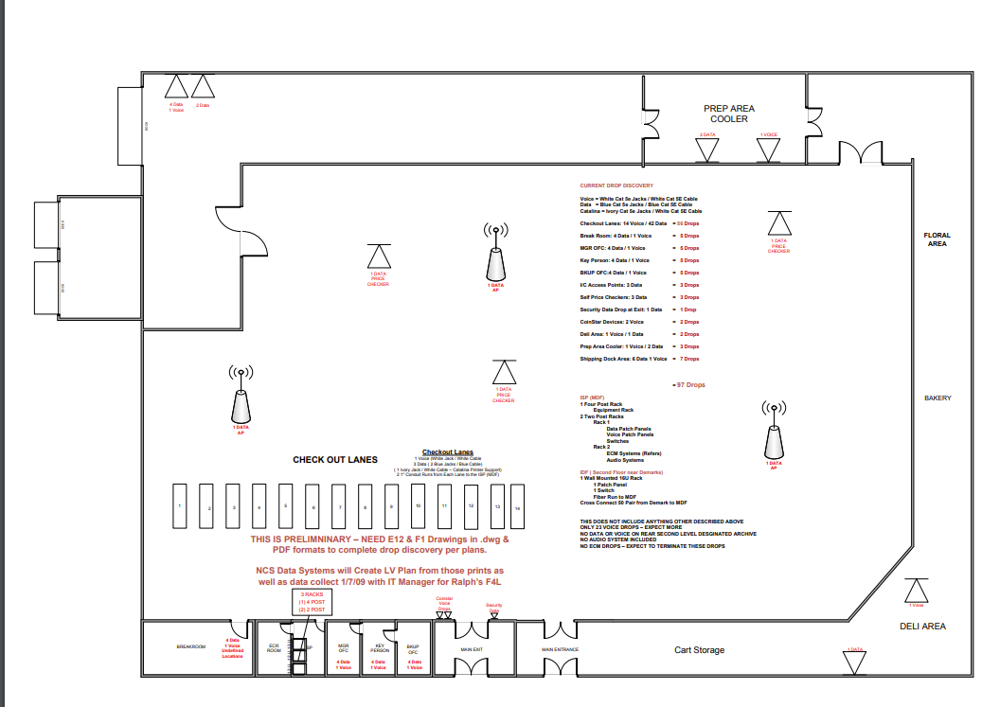 4 Data
1 Voice
2 Data
PREP AREA
COOLER
2 DATA
1 VOICE
CURRENT DROP DISCOVERY
Voice = White Cat 5e Jacks / White Cat 5E Cable
Data = Blue Cat 5e Jacks / Blue Cat 5E Cable
Catalina = Ivory Cat 5e Jacks / White Cat 5E Cable
Checkout Lanes: 14 Voice / 42 Data = 56 Drops
Break Room: 4 Data / 1 Voice = 5 Drops
MGR OFC: 4 Data / 1 Voice = 5 Drops
Key Person: 4 Data / 1 Voice = 5 Drops
BKUP OFC:4 Data / 1 Voice = 5 Drops
I/C Access Points: 3 Data = 3 Drops
Self Price Checkers: 3 Data = 3 Drops
Security Data Drop at Exit: 1 Data = 1 Drop
CoinStar Devices: 2 Voice = 2 Drops
Deli Area: 1 Voice / 1 Data = 2 Drops
Prep Area Cooler: 1 Voice / 2 Data = 3 Drops
Shipping Dock Area: 6 Data 1 Voice = 7 Drops
= 97 Drops
ISP (MDF)
1 Four Post Rack
Equipment Rack
2 Two Post Racks
Rack 1
Data Patch Panels
Voice Patch Panels
Switches
Rack 2
ECM Systems (Refers)
Audio Systems
IDF ( Second Floor near Demarks)
1 Wall Mounted 16U Rack
1 Patch Panel
1 Switch
Fiber Run to MDF
Cross Connect 50 Pair from Demark to MDF
THIS DOES NOT INCLUDE ANYTHING OTHER DESCRIBED ABOVE
ONLY 23 VOICE DROPS – EXPECT MORE
NO DATA OR VOICE ON REAR SECOND LEVEL DESGINATED ARCHIVE
NO AUDIO SYSTEM INCLUDED
NO ECM DROPS – EXPECT TO TERMINATE THESE DROPS
1 DATA
PRICE
CHECKER
1 DATA
AP
1 DATA
PRICE
CHECKER
FLORAL
AREA
1 DATA
PRICE
CHECKER
1 DATA
AP
BAKERY
1 DATA
AP
CHECK OUT LANES
Checkout Lanes
1 Voice (White Jack / White Cable
3 Data ( 2 Blue Jacks / Blue Cable)
( 1 Ivory Jack / White Cable – Catalina Printer Support)
2 1" Conduit Runs from Each Lane to the ISP (MDF)
1 2 3 4 5 6 7 8 9 10 11 12 13 14
THIS IS PRELIMNINARY – NEED E12 & F1 Drawings in .dwg &
PDF formats to complete drop discovery per plans.
NCS Data Systems will Create LV Plan from those prints as
well as data collect 1/7/09 with IT Manager for Ralph's F4L
3 RACKS
(1) 4 POST
(2) 2 POST
Coinstar
Voice
Drops
Security
Data
1 Voice
DELI AREA
1 DATA
BREAKROOM
4 Data
1 Voice
Undefined
Locations
ECR
ROOM
MGR
OFC
4 Data
1 Voice
KEY
PERSON
4 Data
1 Voice
BKUP
OFC
4 Data
1 Voice
MAIN EXIT
MAIN ENTRANCE
Cart Storage